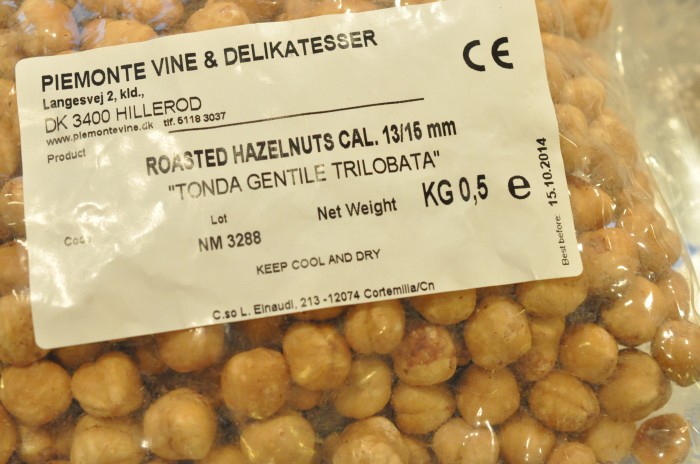 PIEMONTE VINE & DELIKATESSER
CE
Langesvej 2, kld.,
DK 3400 HILLEROD
www.piemontevine.dk tlf. 5118 3037
Product
ROASTED HAZELNUTS CAL. 13/15 mm
"TONDA GENTILE TRILOBATA"
Code
Lot
NM 3288
Net Weight
KG 0,5 e
Best before: 15.10.2014
KEEP COOL AND DRY
C.so L. Einaudi, 213 -12074 Cortemilia/Cn